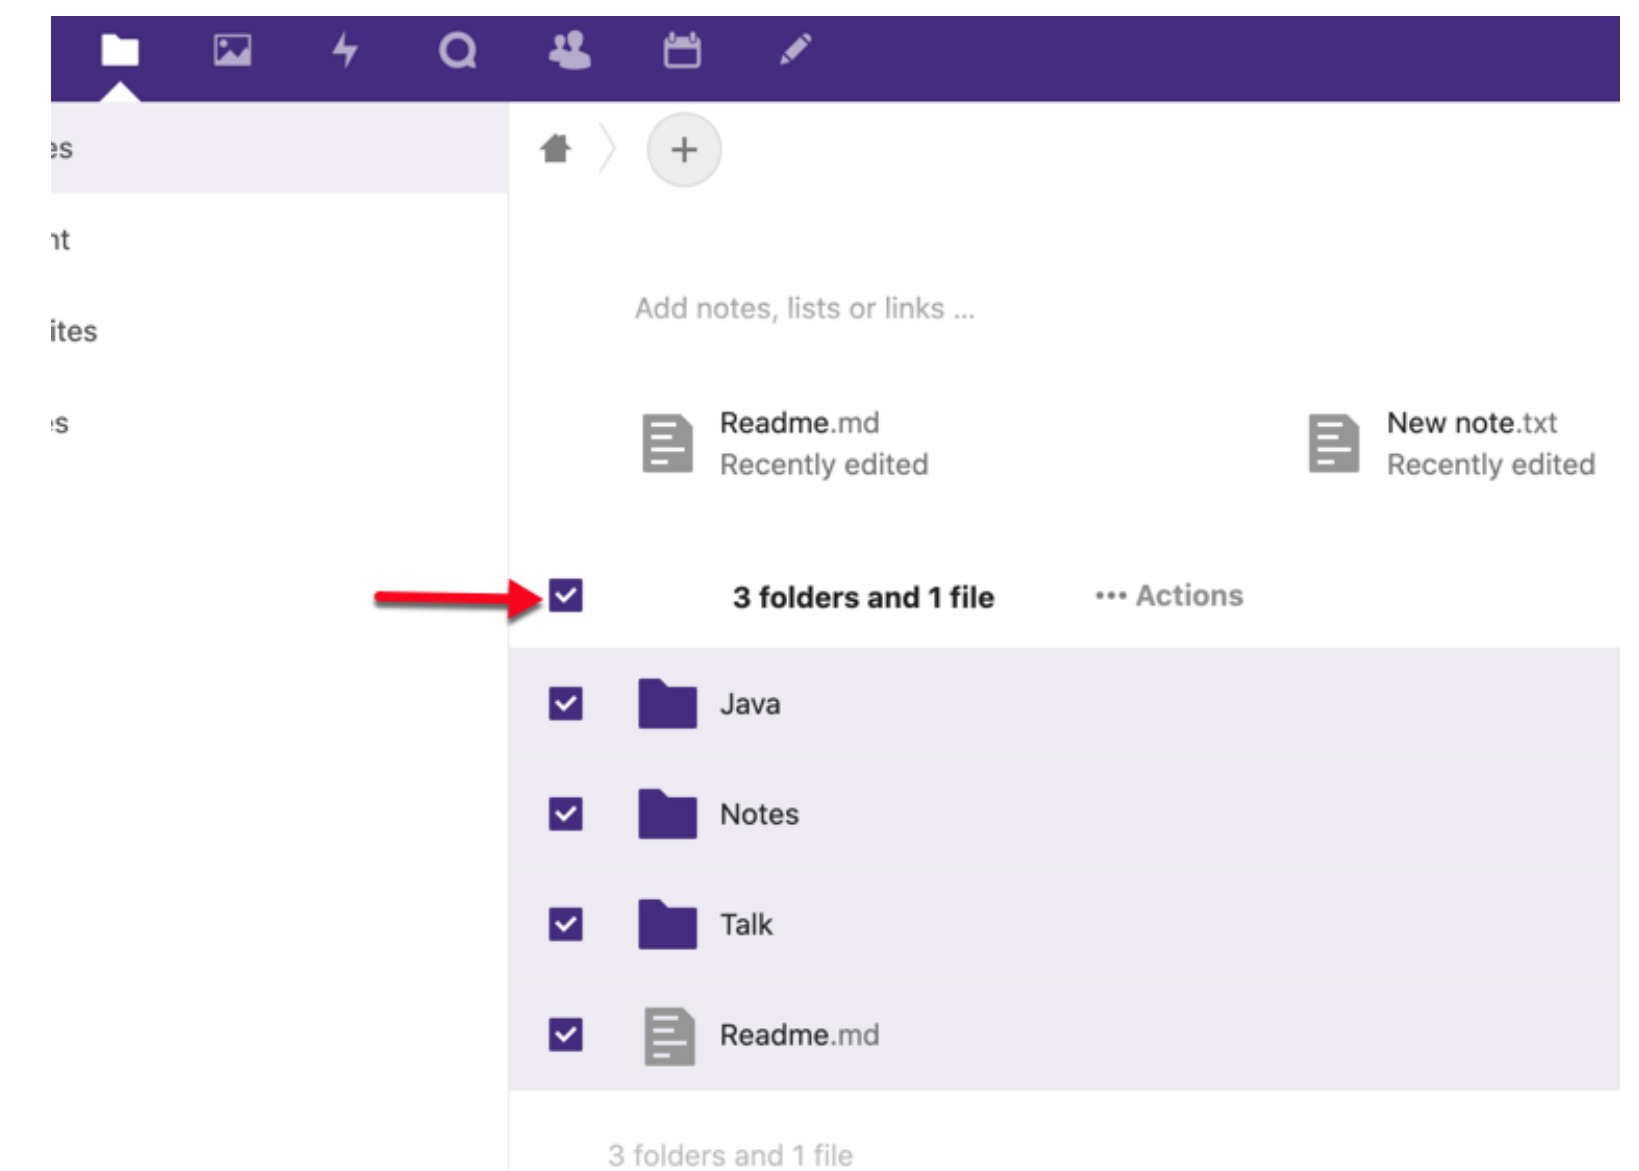 es
nt
ites
es
Add notes, lists or links ...
Readme.md
Recently edited
New note.txt
Recently edited
3 folders and 1 file
••• Actions
Java
Notes
Talk
Readme.md
3 folders and 1 file